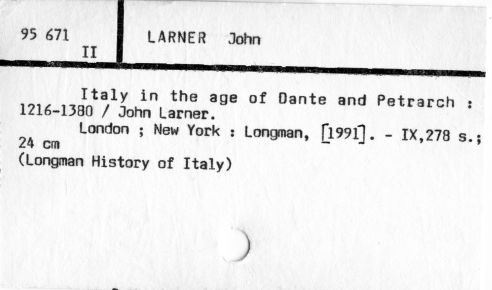 95 671
II
LARNER John
Italy in the age of Dante and Petrarch :
1216-1380 / John Larner.
London ; New York : Longman, [1991]. - IX,278 s.;
24 cm
(Longman History of Italy)